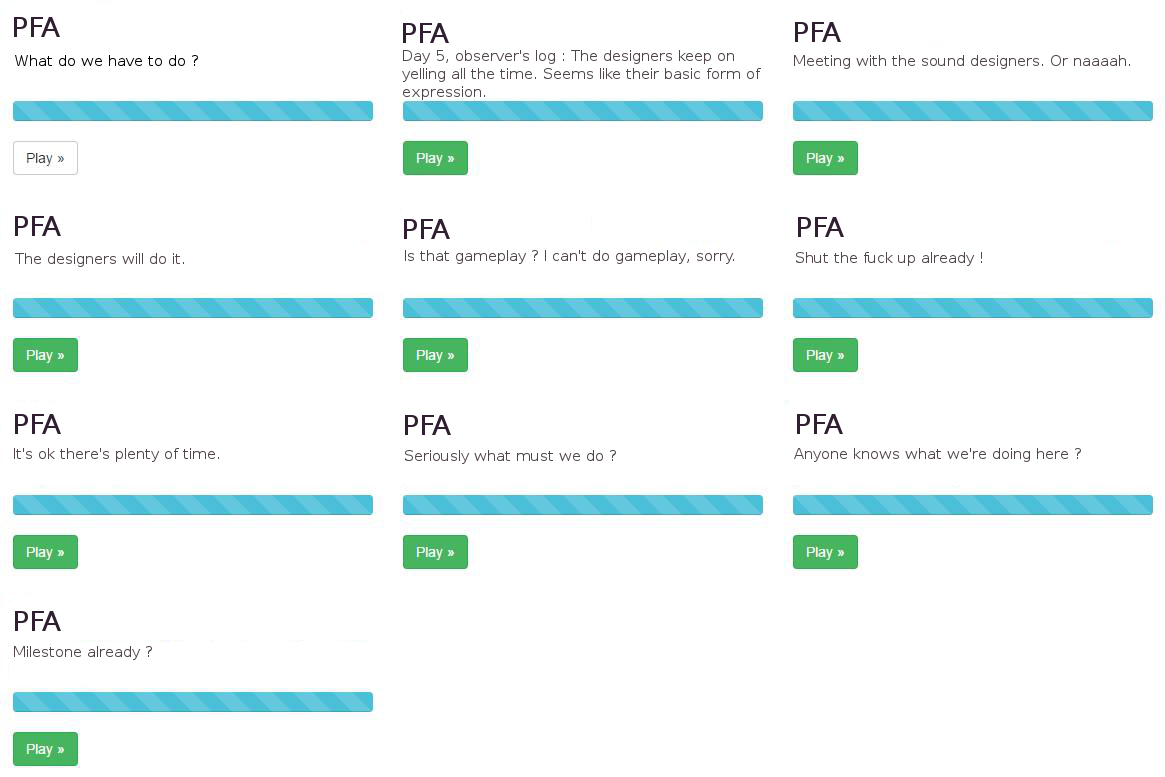 PFA
What do we have to do ?
Play »
PFA
Day 5, observer's log : The designers keep on
yelling all the time. Seems like their basic form of
expression.
Play »
PFA
Meeting with the sound designers. Or naaaah.
Play »
PFA
The designers will do it.
Play »
PFA
Is that gameplay ? I can't do gameplay, sorry.
Play »
PFA
Shut the fuck up already !
Play »
PFA
It's ok there's plenty of time.
Play »
PFA
Seriously what must we do ?
Play »
PFA
Anyone knows what we're doing here ?
Play »
PFA
Milestone already ?
Play »